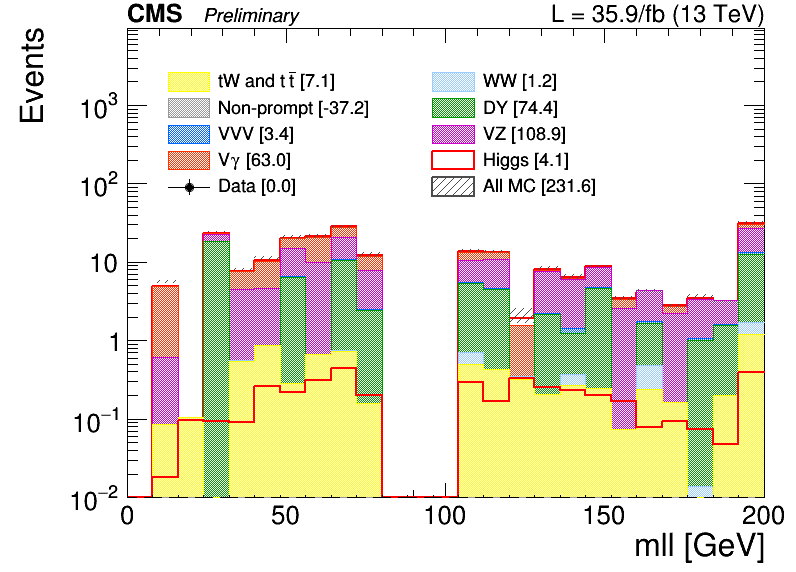 CMS Preliminary L = 35.9/fb (13 TeV)
Events
tW and tt̅ [7.1] WW [1.2]
Non-prompt [-37.2] DY [74.4]
VVV [3.4] VZ [108.9]
Vγ [63.0] Higgs [4.1]
Data [0.0] All MC [231.6]
10³
10²
10
1
10⁻¹
10⁻²
0 50 100 150 200
mll [GeV]